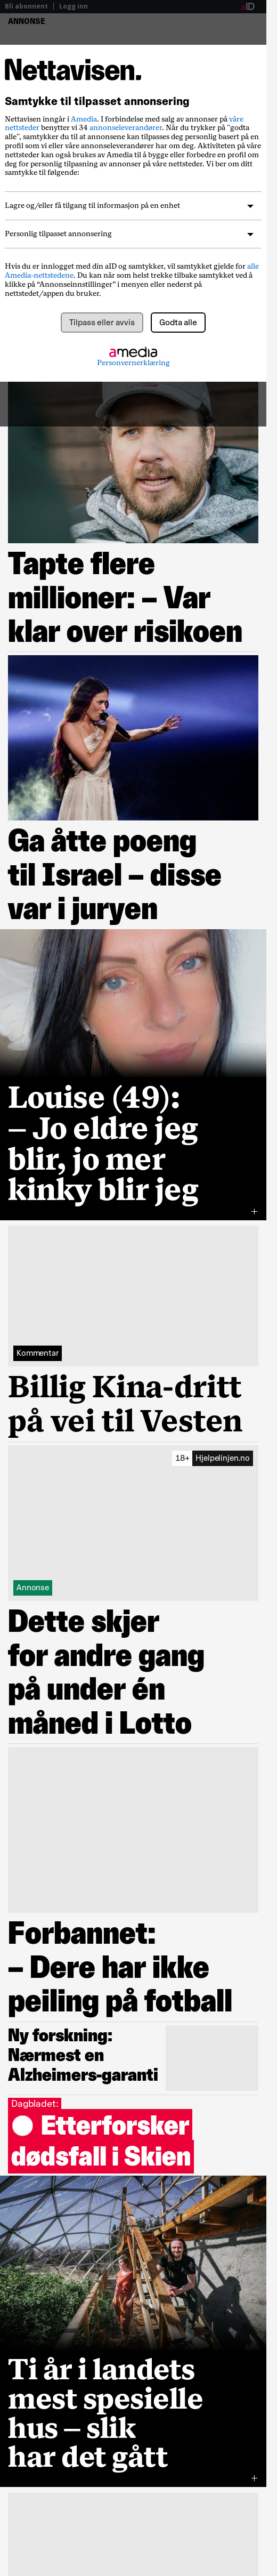 Bli abonnent | Logg inn
aID
ANNONSE
Nettavisen.
Samtykke til tilpasset annonsering
Nettavisen inngår i Amedia. I forbindelse med salg av annonser på våre
nettsteder benytter vi 34 annonseleverandører. Når du trykker på "godta
alle", samtykker du til at annonsene kan tilpasses deg personlig basert på en
profil som vi eller våre annonseleverandører har om deg. Aktiviteten på våre
nettsteder kan også brukes av Amedia til å bygge eller forbedre en profil om
deg for personlig tilpasning av annonser på våre nettsteder. Vi ber om ditt
samtykke til følgende:
Lagre og/eller få tilgang til informasjon på en enhet
Personlig tilpasset annonsering
Hvis du er innlogget med din aID og samtykker, vil samtykket gjelde for alle
Amedia-nettstedene. Du kan når som helst trekke tilbake samtykket ved å
klikke på “Annonseinnstillinger” i menyen eller nederst på
nettstedet/appen du bruker.
Tilpass eller avvis
Godta alle
amedia
Personvernerklæring
Tapte flere
millioner: – Var
klar over risikoen
Ga åtte poeng
til Israel – disse
var i juryen
Louise (49):
– Jo eldre jeg
blir, jo mer
kinky blir jeg
+
Kommentar
Billig Kina-dritt
på vei til Vesten
18+ Hjelpelinjen.no
Annonse
Dette skjer
for andre gang
på under én
måned i Lotto
Forbannet:
– Dere har ikke
peiling på fotball
Ny forskning:
Nærmest en
Alzheimers-garanti
Dagbladet:
● Etterforsker
dødsfall i Skien
Ti år i landets
mest spesielle
hus – slik
har det gått
+